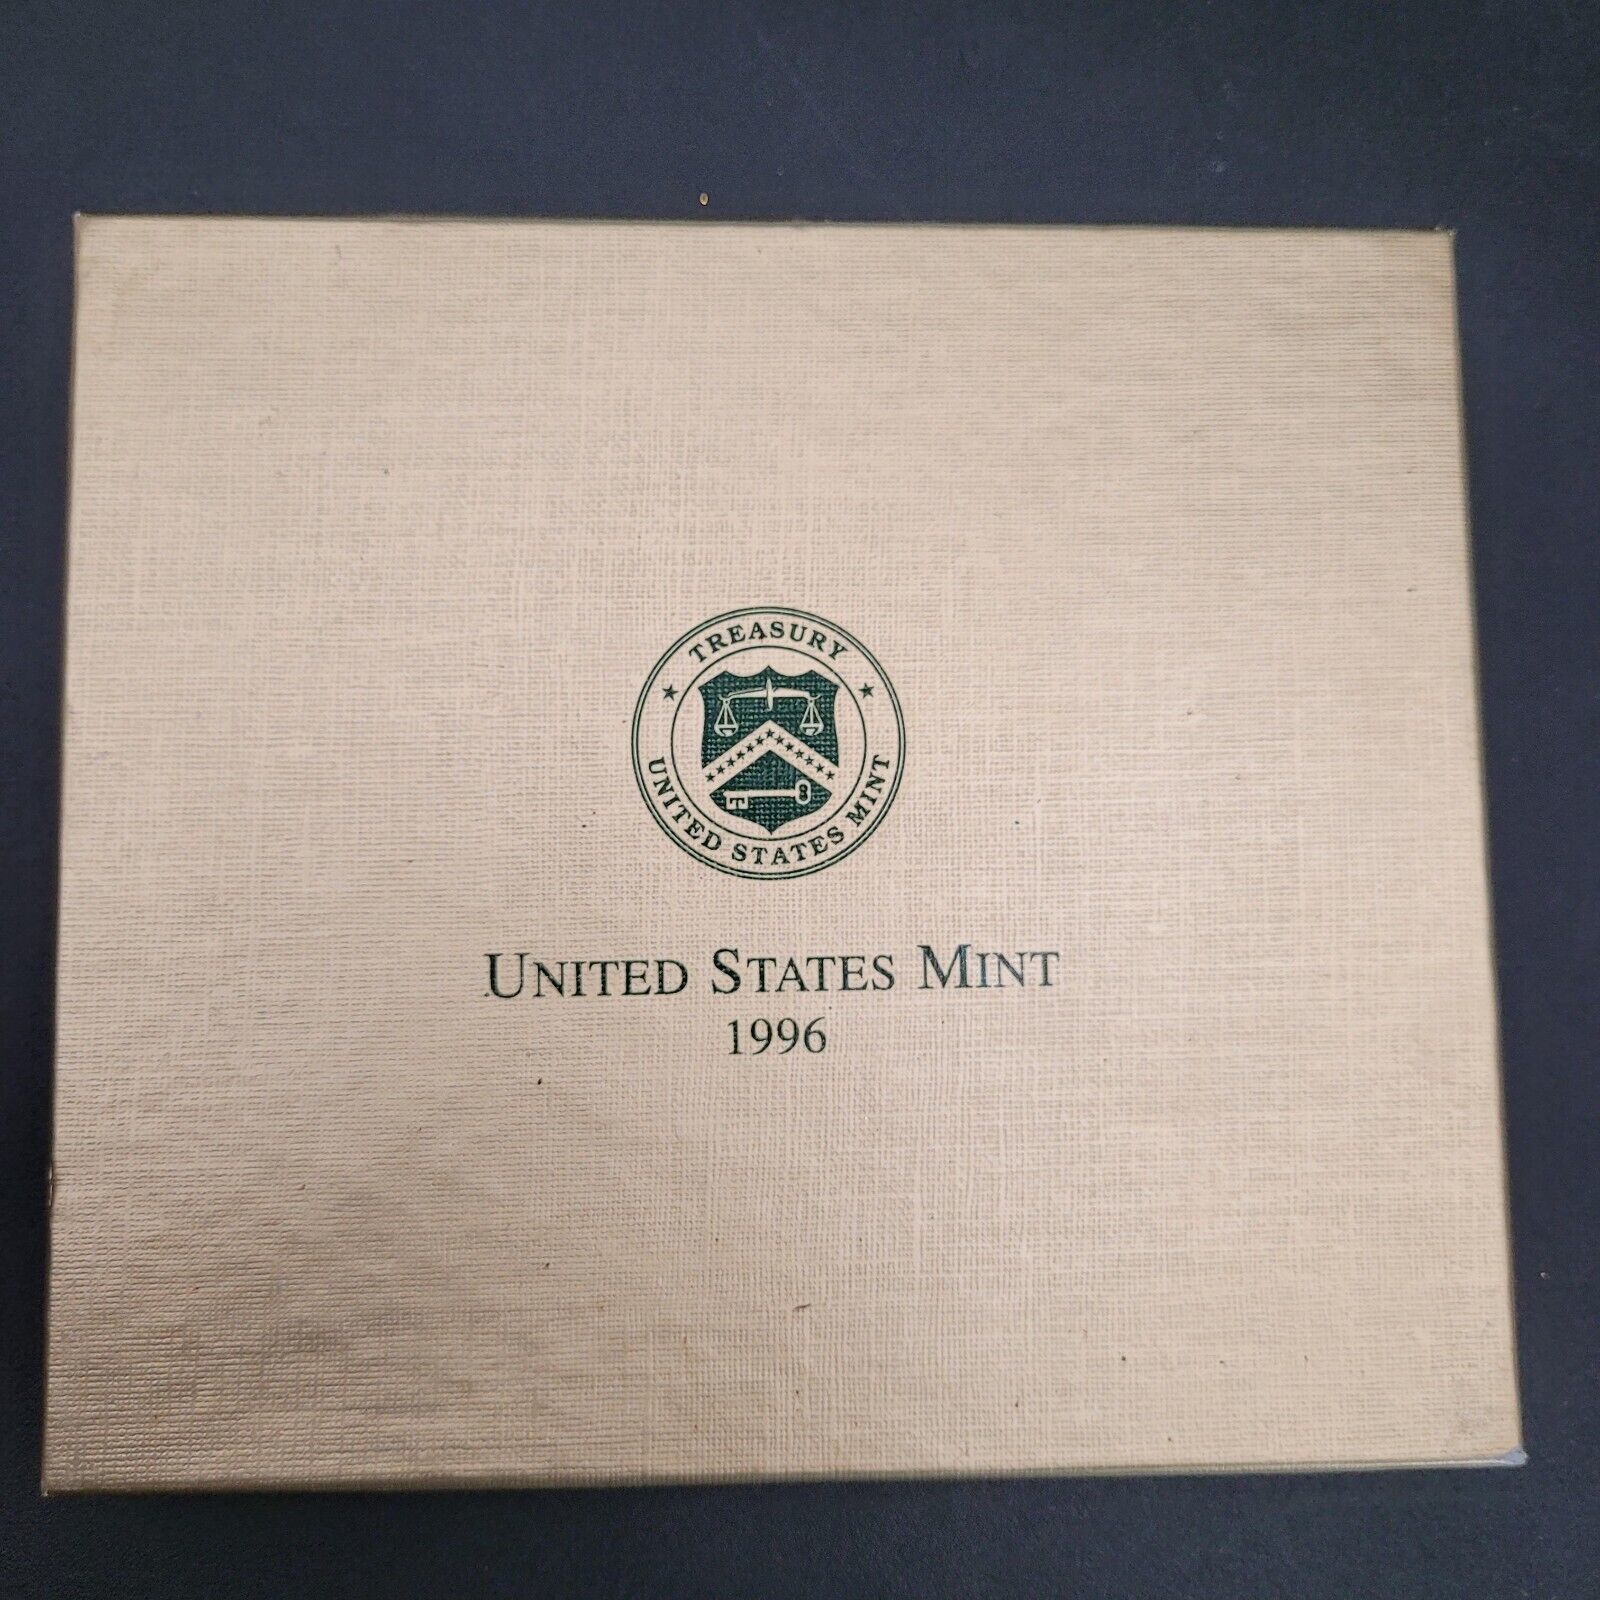 TREASURY
UNITED STATES MINT
T
UNITED STATES MINT
1996